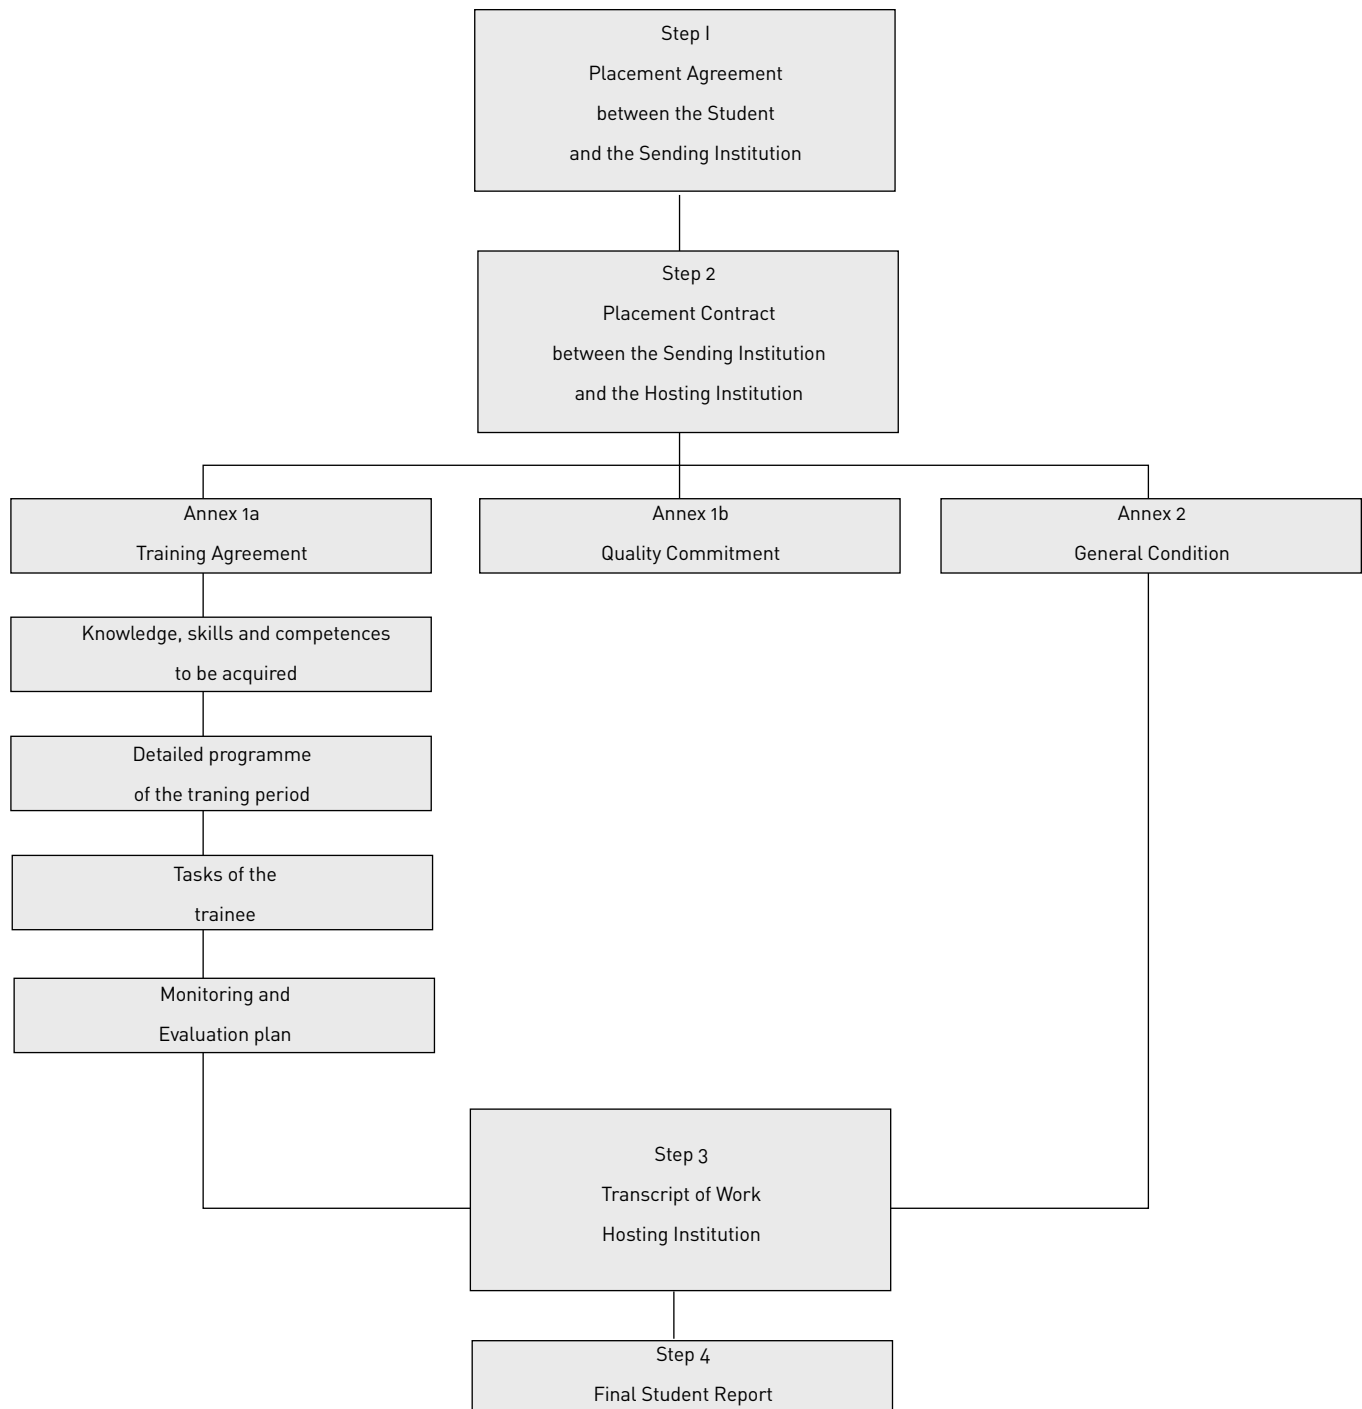 Step I
Placement Agreement
between the Student
and the Sending Institution
Step 2
Placement Contract
between the Sending Institution
and the Hosting Institution
Annex 1a
Training Agreement
Annex 1b
Quality Commitment
Annex 2
General Condition
Knowledge, skills and competences
to be acquired
Detailed programme
of the traning period
Tasks of the
trainee
Monitoring and
Evaluation plan
Step 3
Transcript of Work
Hosting Institution
Step 4
Final Student Report